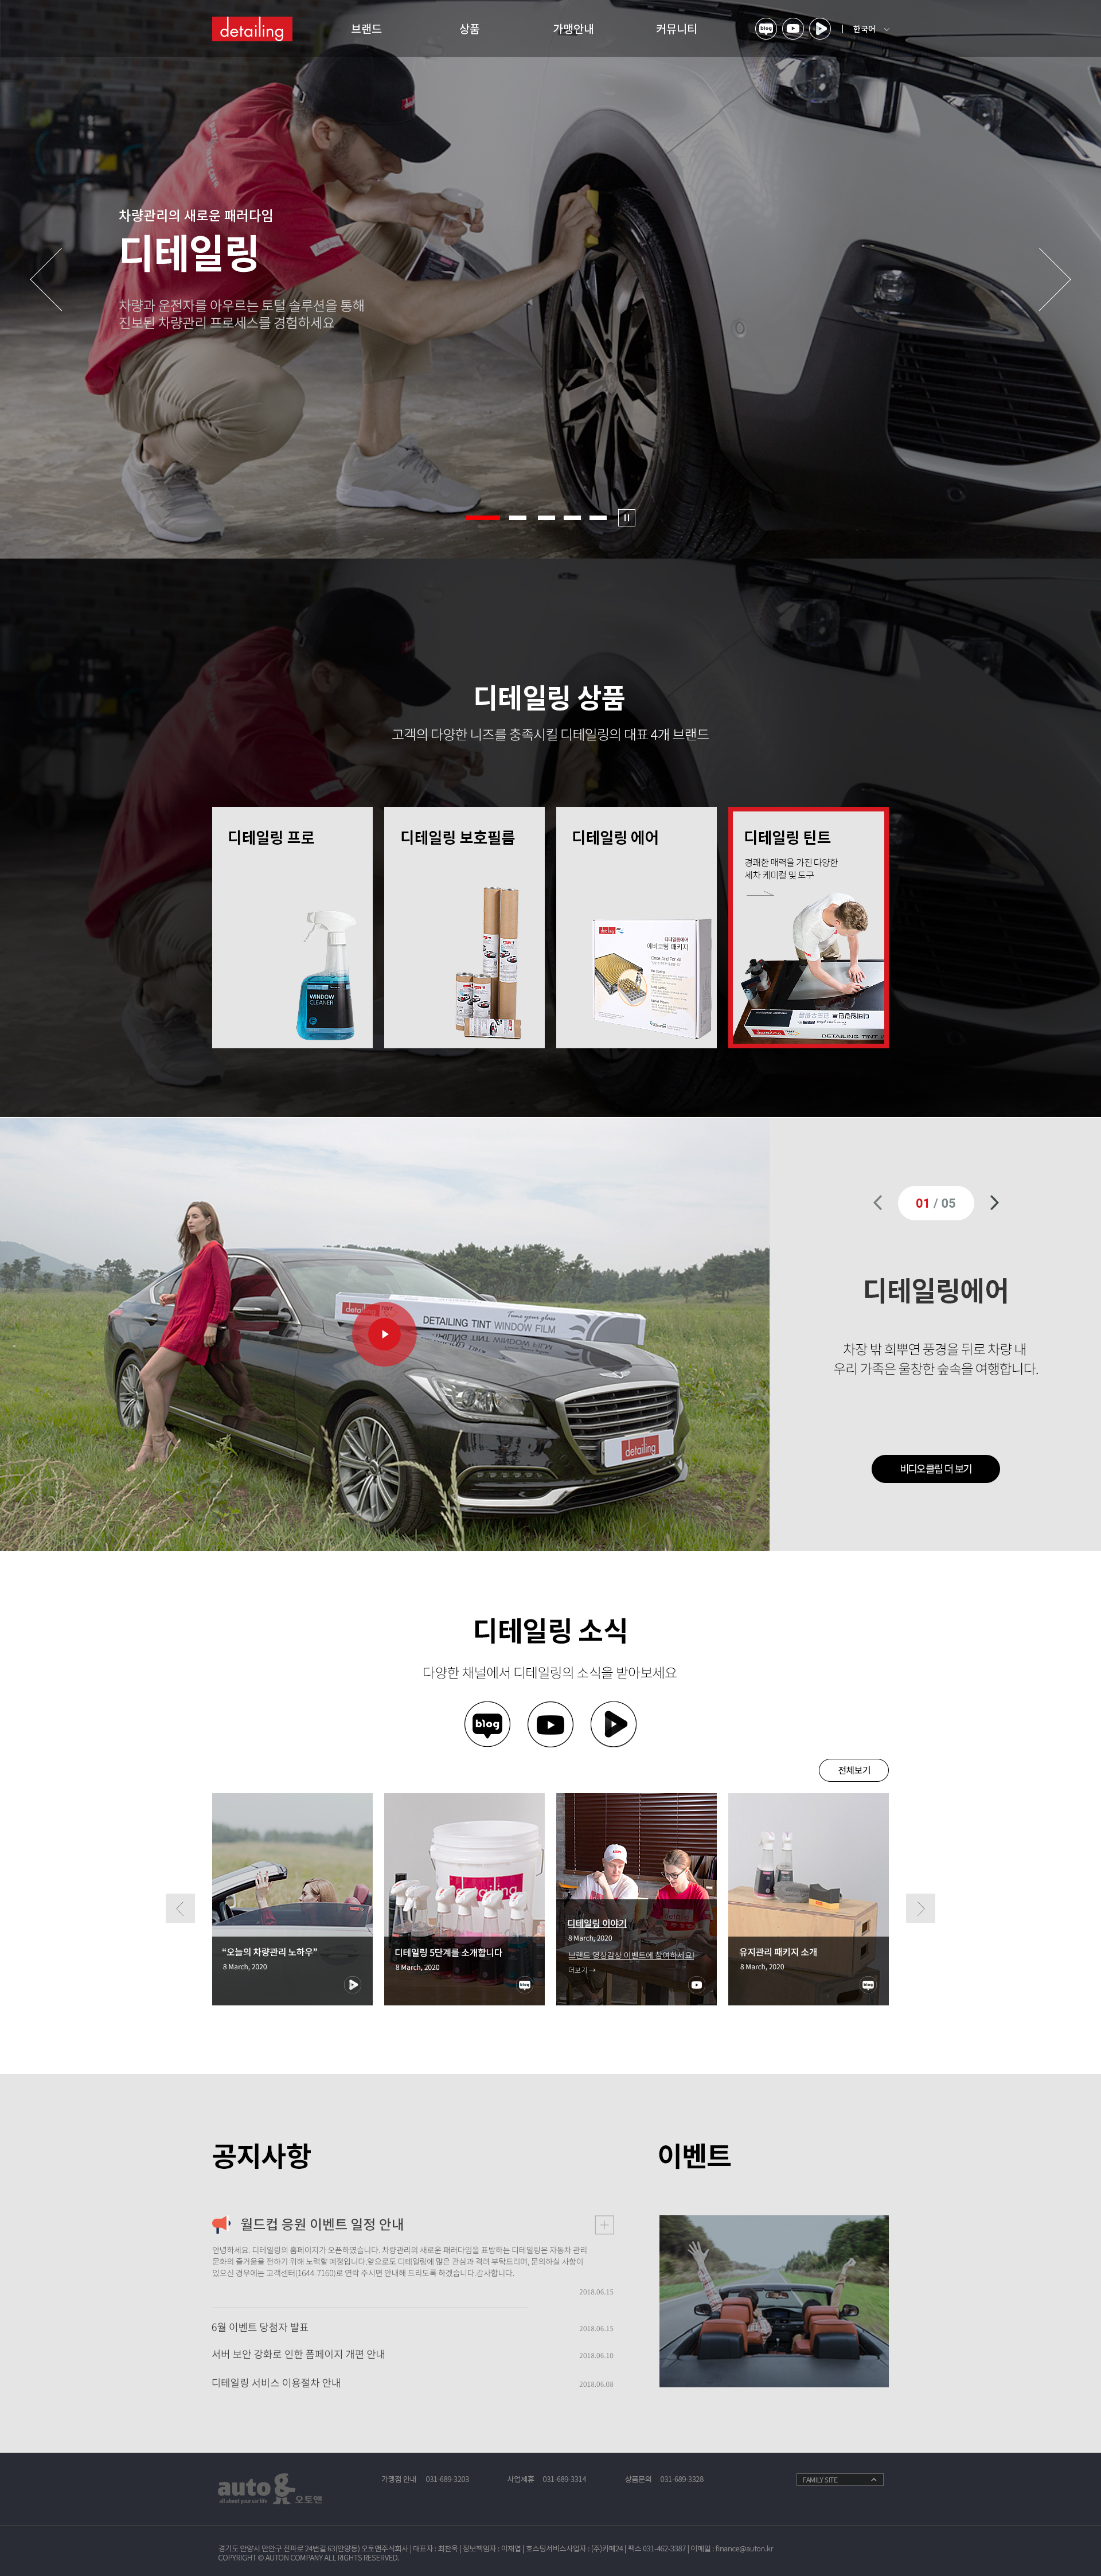 detailing
브랜드
상품
가맹안내
커뮤니티
blog
한국어
차량관리의 새로운 패러다임
디테일링
차량과 운전자를 아우르는 토털 솔루션을 통해
진보된 차량관리 프로세스를 경험하세요
디테일링 상품
고객의 다양한 니즈를 충족시킬 디테일링의 대표 4개 브랜드
디테일링 프로
WINDOW
CLEANER
디테일링 보호필름
디테일링 에어
detailing
디테일링에어
에바코팅 패키지
Once And For All
디테일링 틴트
경쾌한 매력을 가진 다양한
세차 케미컬 및 도구
detailing
DETAILING TINT
detailing TINT
DETAILING TINT WINDOW FILM
Tune your glass
detailing
01 / 05
디테일링에어
차장 밖 희뿌연 풍경을 뒤로 차량 내
우리 가족은 울창한 숲속을 여행합니다.
비디오클립 더 보기
디테일링 소식
다양한 채널에서 디테일링의 소식을 받아보세요
blog
전체보기
“오늘의 차량관리 노하우”
8 March, 2020
detailing
디테일링 5단계를 소개합니다
8 March, 2020
blog
디테일링 이야기
8 March, 2020
브랜드 영상감상 이벤트에 참여하세요!
더보기 →
유지관리 패키지 소개
8 March, 2020
blog
공지사항
월드컵 응원 이벤트 일정 안내
안녕하세요. 디테일링의 홈페이지가 오픈하였습니다. 차량관리의 새로운 패러다임을 표방하는 디테일링은 자동차 관리
문화의 즐거움을 전하기 위해 노력할 예정입니다.앞으로도 디테일링에 많은 관심과 격려 부탁드리며, 문의하실 사항이
있으신 경우에는 고객센터(1644-7160)로 연락 주시면 안내해 드리도록 하겠습니다.감사합니다.
2018.06.15
6월 이벤트 당첨자 발표
2018.06.15
서버 보안 강화로 인한 폼페이지 개편 안내
2018.06.10
디테일링 서비스 이용절차 안내
2018.06.08
이벤트
auto&
all about your car life
오토앤
가맹점 안내 031-689-3203
사업제휴 031-689-3314
상품문의 031-689-3328
FAMILY SITE
경기도 안양시 만안구 전파로 24번길 63(안양동) 오토앤주식회사 | 대표자 : 최찬욱 | 정보책임자 : 이재엽 | 호스팅서비스사업자 : (주)카페24 | 팩스 031-462-3387 | 이메일 : finance@auton.kr
COPYRIGHT © AUTON COMPANY ALL RIGHTS RESERVED.